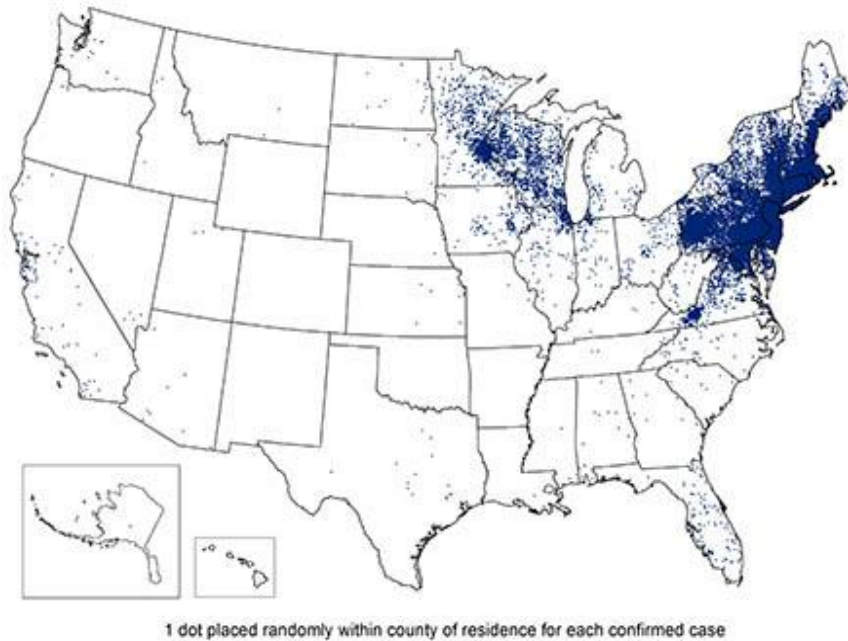 1 dot placed randomly within county of residence for each confirmed case